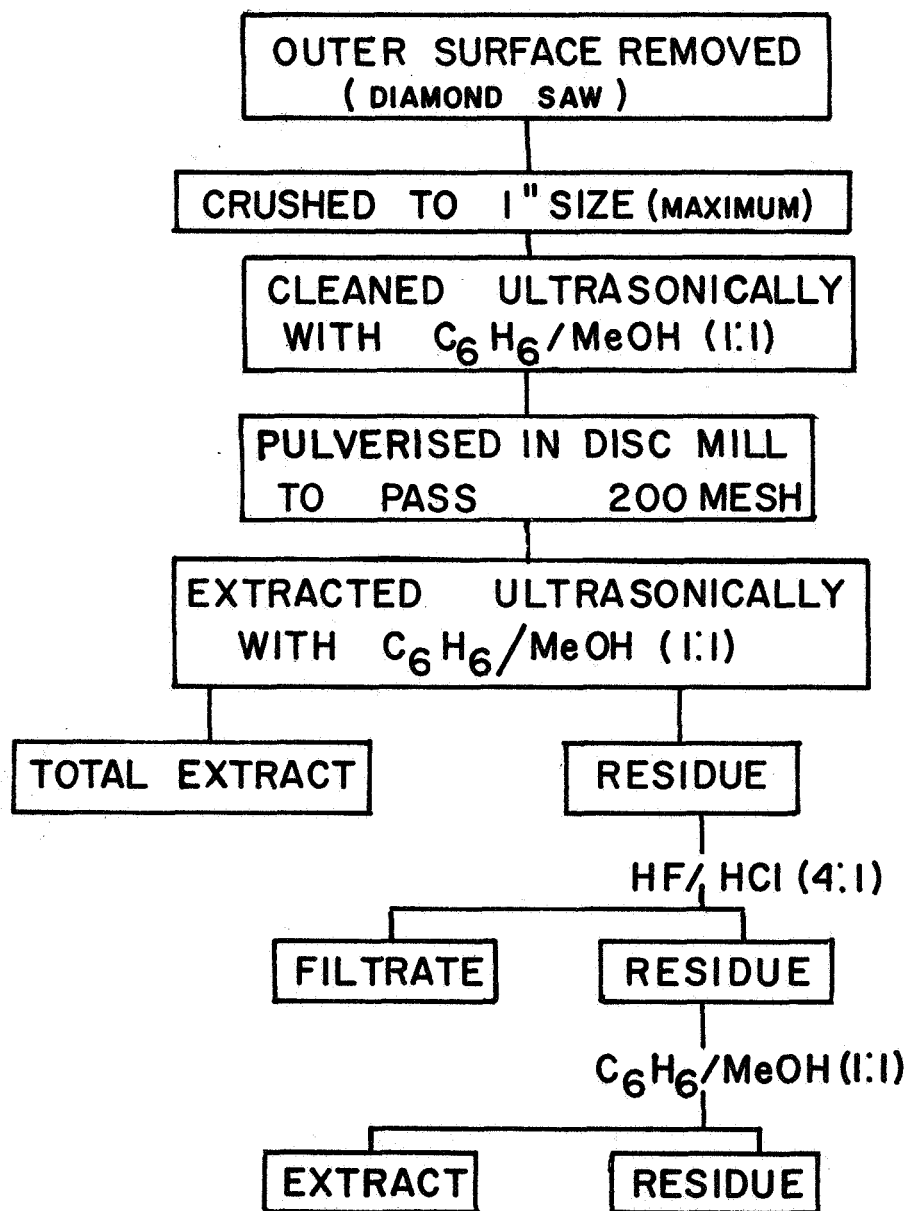 OUTER SURFACE REMOVED
( DIAMOND SAW )
CRUSHED TO 1" SIZE (MAXIMUM)
CLEANED ULTRASONICALLY
WITH C₆H₆/MeOH (1:1)
PULVERISED IN DISC MILL
TO PASS 200 MESH
EXTRACTED ULTRASONICALLY
WITH C₆H₆/MeOH (1:1)
TOTAL EXTRACT RESIDUE
HF/HCl (4:1)
FILTRATE RESIDUE
C₆H₆/MeOH (1:1)
EXTRACT RESIDUE